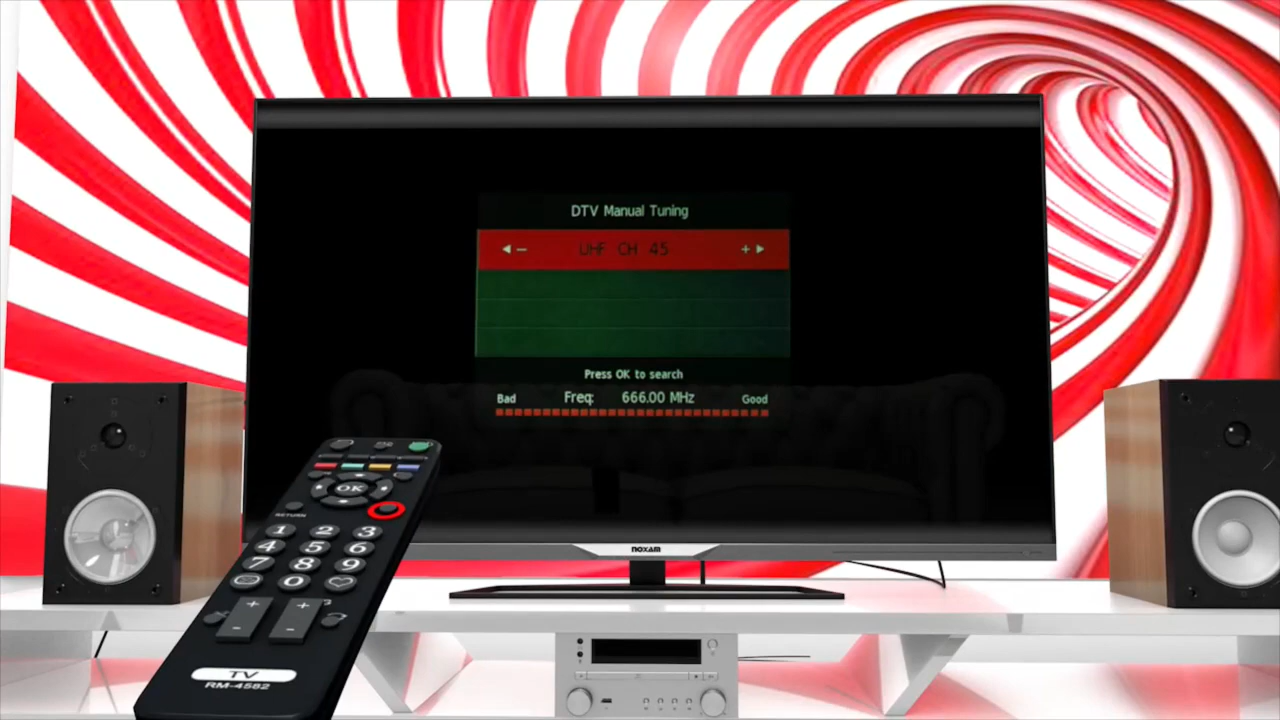 DTV Manual Tuning
UHF CH 45
Press OK to search
Bad Freq: 666.00 MHz Good
noxam
OK
RETURN
1 2 3
4 5 6
7 8 9
0
+ +
- -
TV
RM-4582